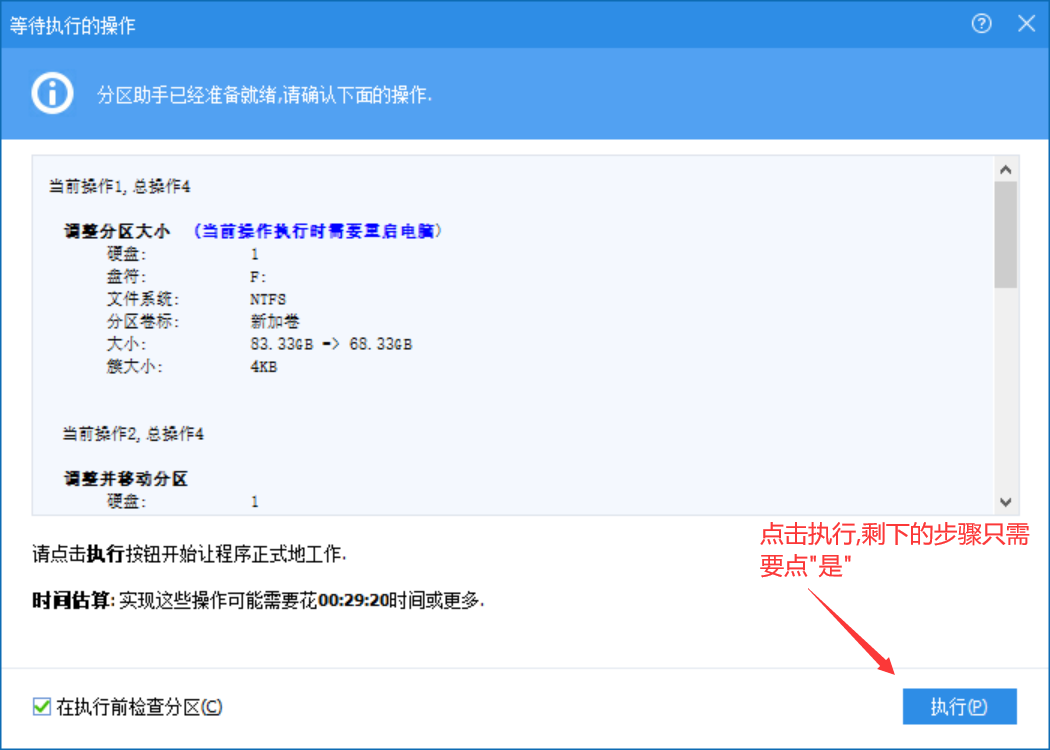 等待执行的操作
分区助手已经准备就绪,请确认下面的操作.
当前操作1, 总操作4
调整分区大小 (当前操作执行时需要重启电脑)
硬盘: 1
盘符: F:
文件系统: NTFS
分区卷标: 新加卷
大小: 83.33GB => 68.33GB
簇大小: 4KB
当前操作2, 总操作4
调整并移动分区
硬盘: 1
点击执行,剩下的步骤只需
要点"是"
请点击执行按钮开始让程序正式地工作.
时间估算: 实现这些操作可能需要花00:29:20时间或更多.
在执行前检查分区(C)
执行(P)